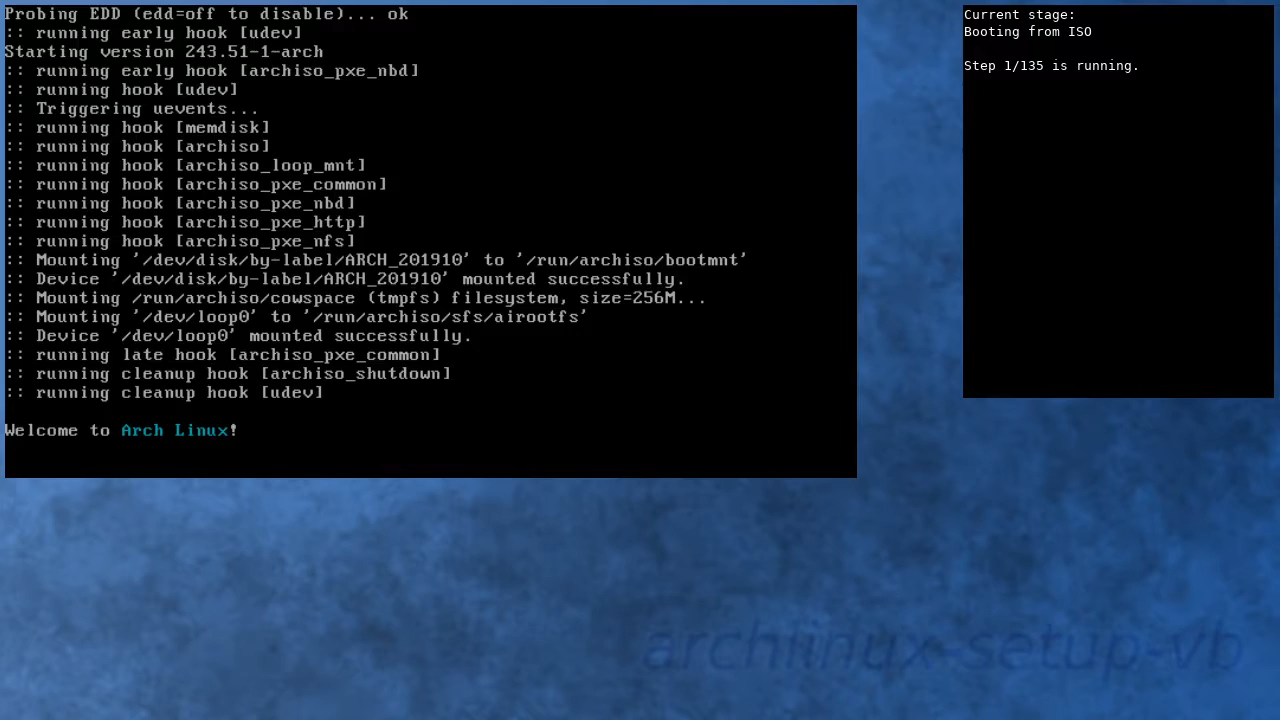 Probing EDD (edd=off to disable)... ok
:: running early hook [udev]
Starting version 243.51-1-arch
:: running early hook [archiso_pxe_nbd]
:: running hook [udev]
:: Triggering uevents...
:: running hook [memdisk]
:: running hook [archiso]
:: running hook [archiso_loop_mnt]
:: running hook [archiso_pxe_common]
:: running hook [archiso_pxe_nbd]
:: running hook [archiso_pxe_http]
:: running hook [archiso_pxe_nfs]
:: Mounting '/dev/disk/by-label/ARCH_201910' to '/run/archiso/bootmnt'
:: Device '/dev/disk/by-label/ARCH_201910' mounted successfully.
:: Mounting /run/archiso/cowspace (tmpfs) filesystem, size=256M...
:: Mounting '/dev/loop0' to '/run/archiso/sfs/airootfs'
:: Device '/dev/loop0' mounted successfully.
:: running late hook [archiso_pxe_common]
:: running cleanup hook [archiso_shutdown]
:: running cleanup hook [udev]
Welcome to Arch Linux!
Current stage:
Booting from ISO
Step 1/135 is running.
archlinux-setup-vb